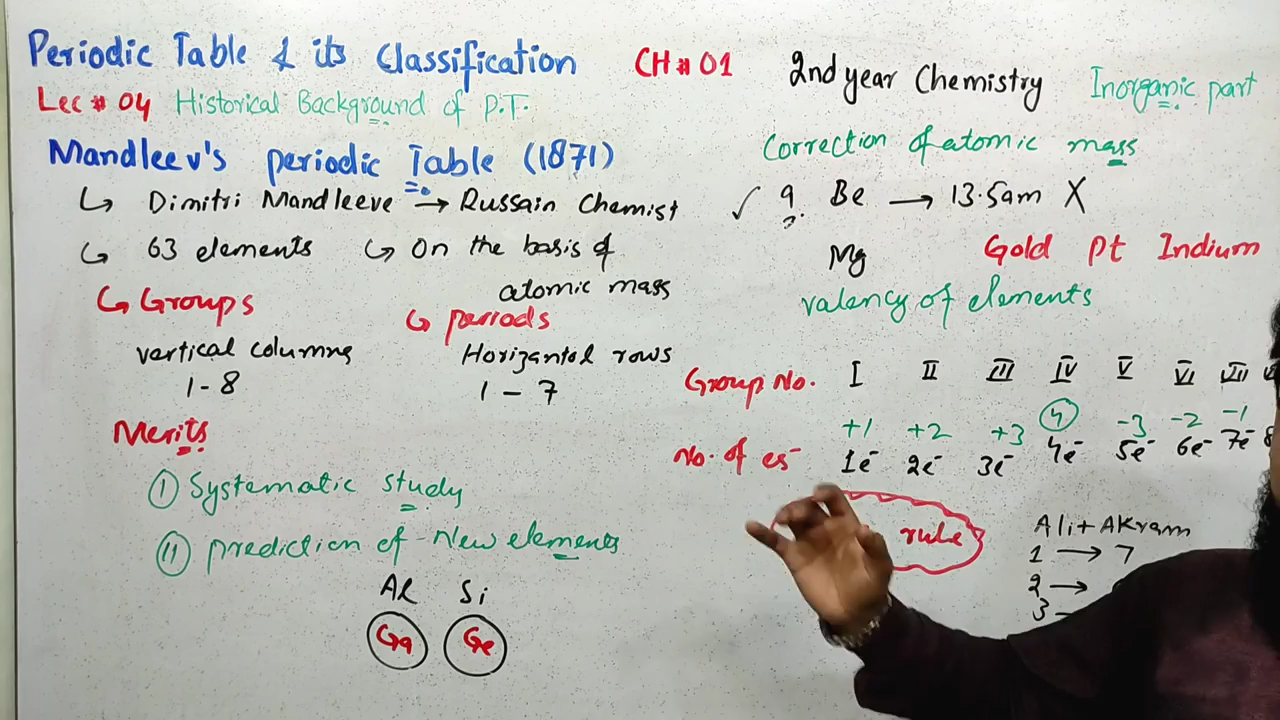 Periodic Table & its Classification CH # 01 2nd year Chemistry Inorganic part
Lec # 04 Historical Background of P.T.
Mandleev's periodic Table (1871)
↳ Dimitri Mandleeve → Russain Chemist
↳ 63 elements ↳ On the basis of
atomic mass
↳ Groups
vertical columns
1 - 8
↳ periods
Horizantal rows
1 - 7
Merits
(I) Systematic study
(II) prediction of New elements
Al Si
Ga Ge
Correction of atomic mass
✓ 9 Be → 13.5am X
Mg Gold Pt Indium
valency of elements
Group No. I II III IV V VI VII
+1 +2 +3 4 -3 -2 -1
No. of es⁻ 1e⁻ 2e⁻ 3e⁻ 4e⁻ 5e⁻ 6e⁻ 7e⁻ 8
rule
Ali + AKram
1 → 7
2 →
3